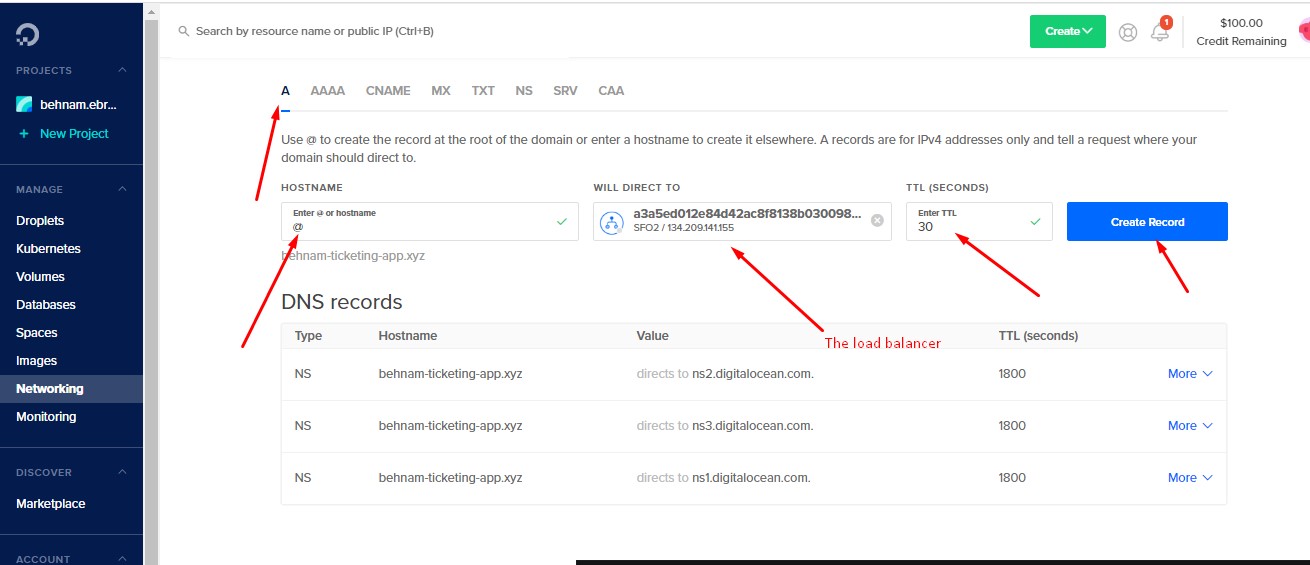 Search by resource name or public IP (Ctrl+B)
Create
1
$100.00
Credit Remaining
PROJECTS
behnam.ebr...
+ New Project
MANAGE
Droplets
Kubernetes
Volumes
Databases
Spaces
Images
Networking
Monitoring
DISCOVER
Marketplace
ACCOUNT
A AAAA CNAME MX TXT NS SRV CAA
Use @ to create the record at the root of the domain or enter a hostname to create it elsewhere. A records are for IPv4 addresses only and tell a request where your
domain should direct to.
HOSTNAME WILL DIRECT TO TTL (SECONDS)
Enter @ or hostname
@
a3a5ed012e84d42ac8f8138b030098...
SFO2 / 134.209.141.155
Enter TTL
30
Create Record
behnam-ticketing-app.xyz
The load balancer
DNS records
Type Hostname Value TTL (seconds)
NS behnam-ticketing-app.xyz directs to ns2.digitalocean.com. 1800 More
NS behnam-ticketing-app.xyz directs to ns3.digitalocean.com. 1800 More
NS behnam-ticketing-app.xyz directs to ns1.digitalocean.com. 1800 More